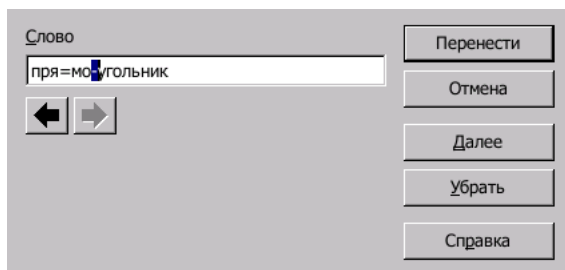 Слово
пря=мо-угольник
Перенести
Отмена
Далее
Убрать
Справка